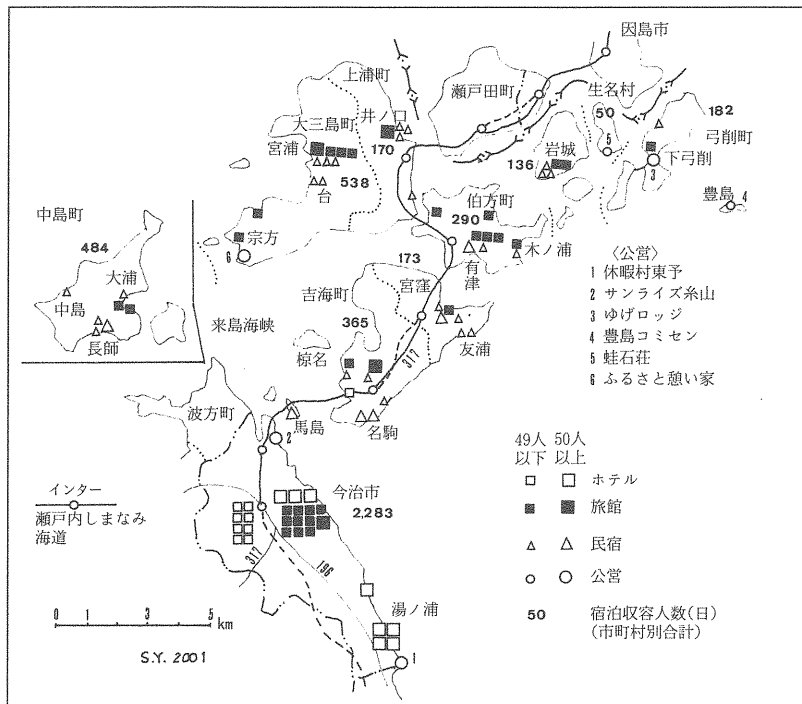 因島市
上浦町
瀬戸田町
生名村
井ノ口
50
182
大三島町
弓削町
宮浦
170
岩城
5
136
下弓削
3
538
台
伯方町
豊島
4
中島町
290
木ノ浦
宗方
6
有津
484
173
〈公営〉
大浦
宮窪
1 休暇村東予
吉海町
2 サンライズ糸山
中島
来島海峡
3 ゆげロッジ
365
4 豊島コミセン
長師
友浦
5 蛙石荘
椋名
317
6 ふるさと憩い家
波方町
馬島
名駒
2
49人以下
50人以上
ホテル
インター
今治市
旅館
瀬戸内しまなみ海道
2,283
317
民宿
196
公営
0 1 3 5
km
湯ノ浦
50 宿泊収容人数(日)
(市町村別合計)
S.Y. 2001
1